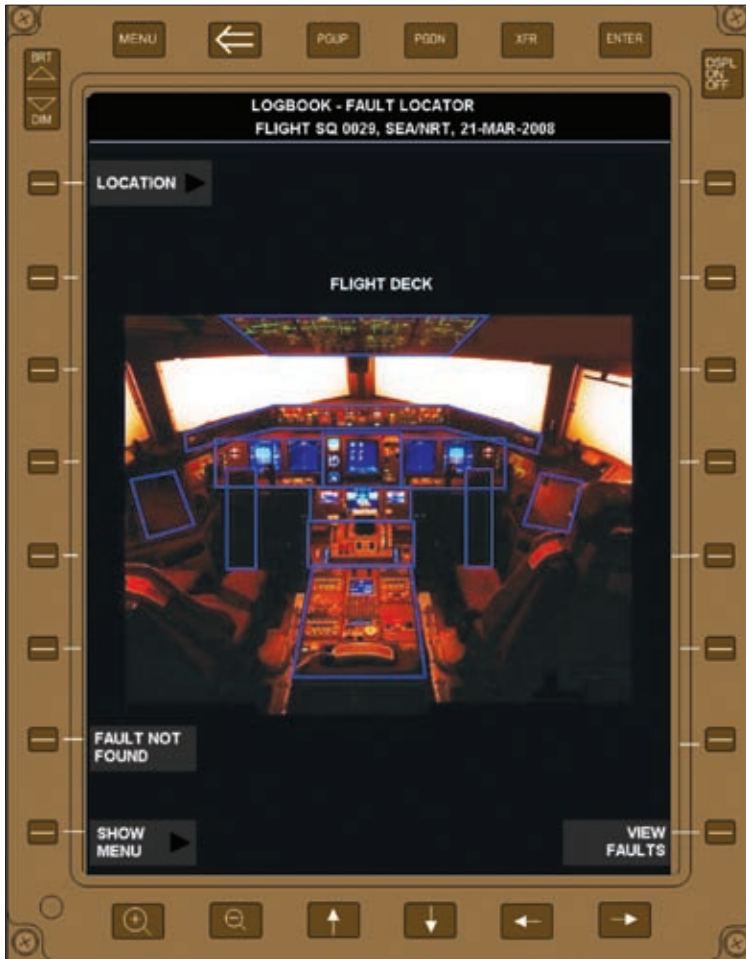 MENU
PGUP
PGDN
XFR
ENTER
BRT
DIM
DSPL
ON
OFF
LOGBOOK - FAULT LOCATOR
FLIGHT SQ 0029, SEA/NRT, 21-MAR-2008
LOCATION
FLIGHT DECK
FAULT NOT
FOUND
SHOW
MENU
VIEW
FAULTS